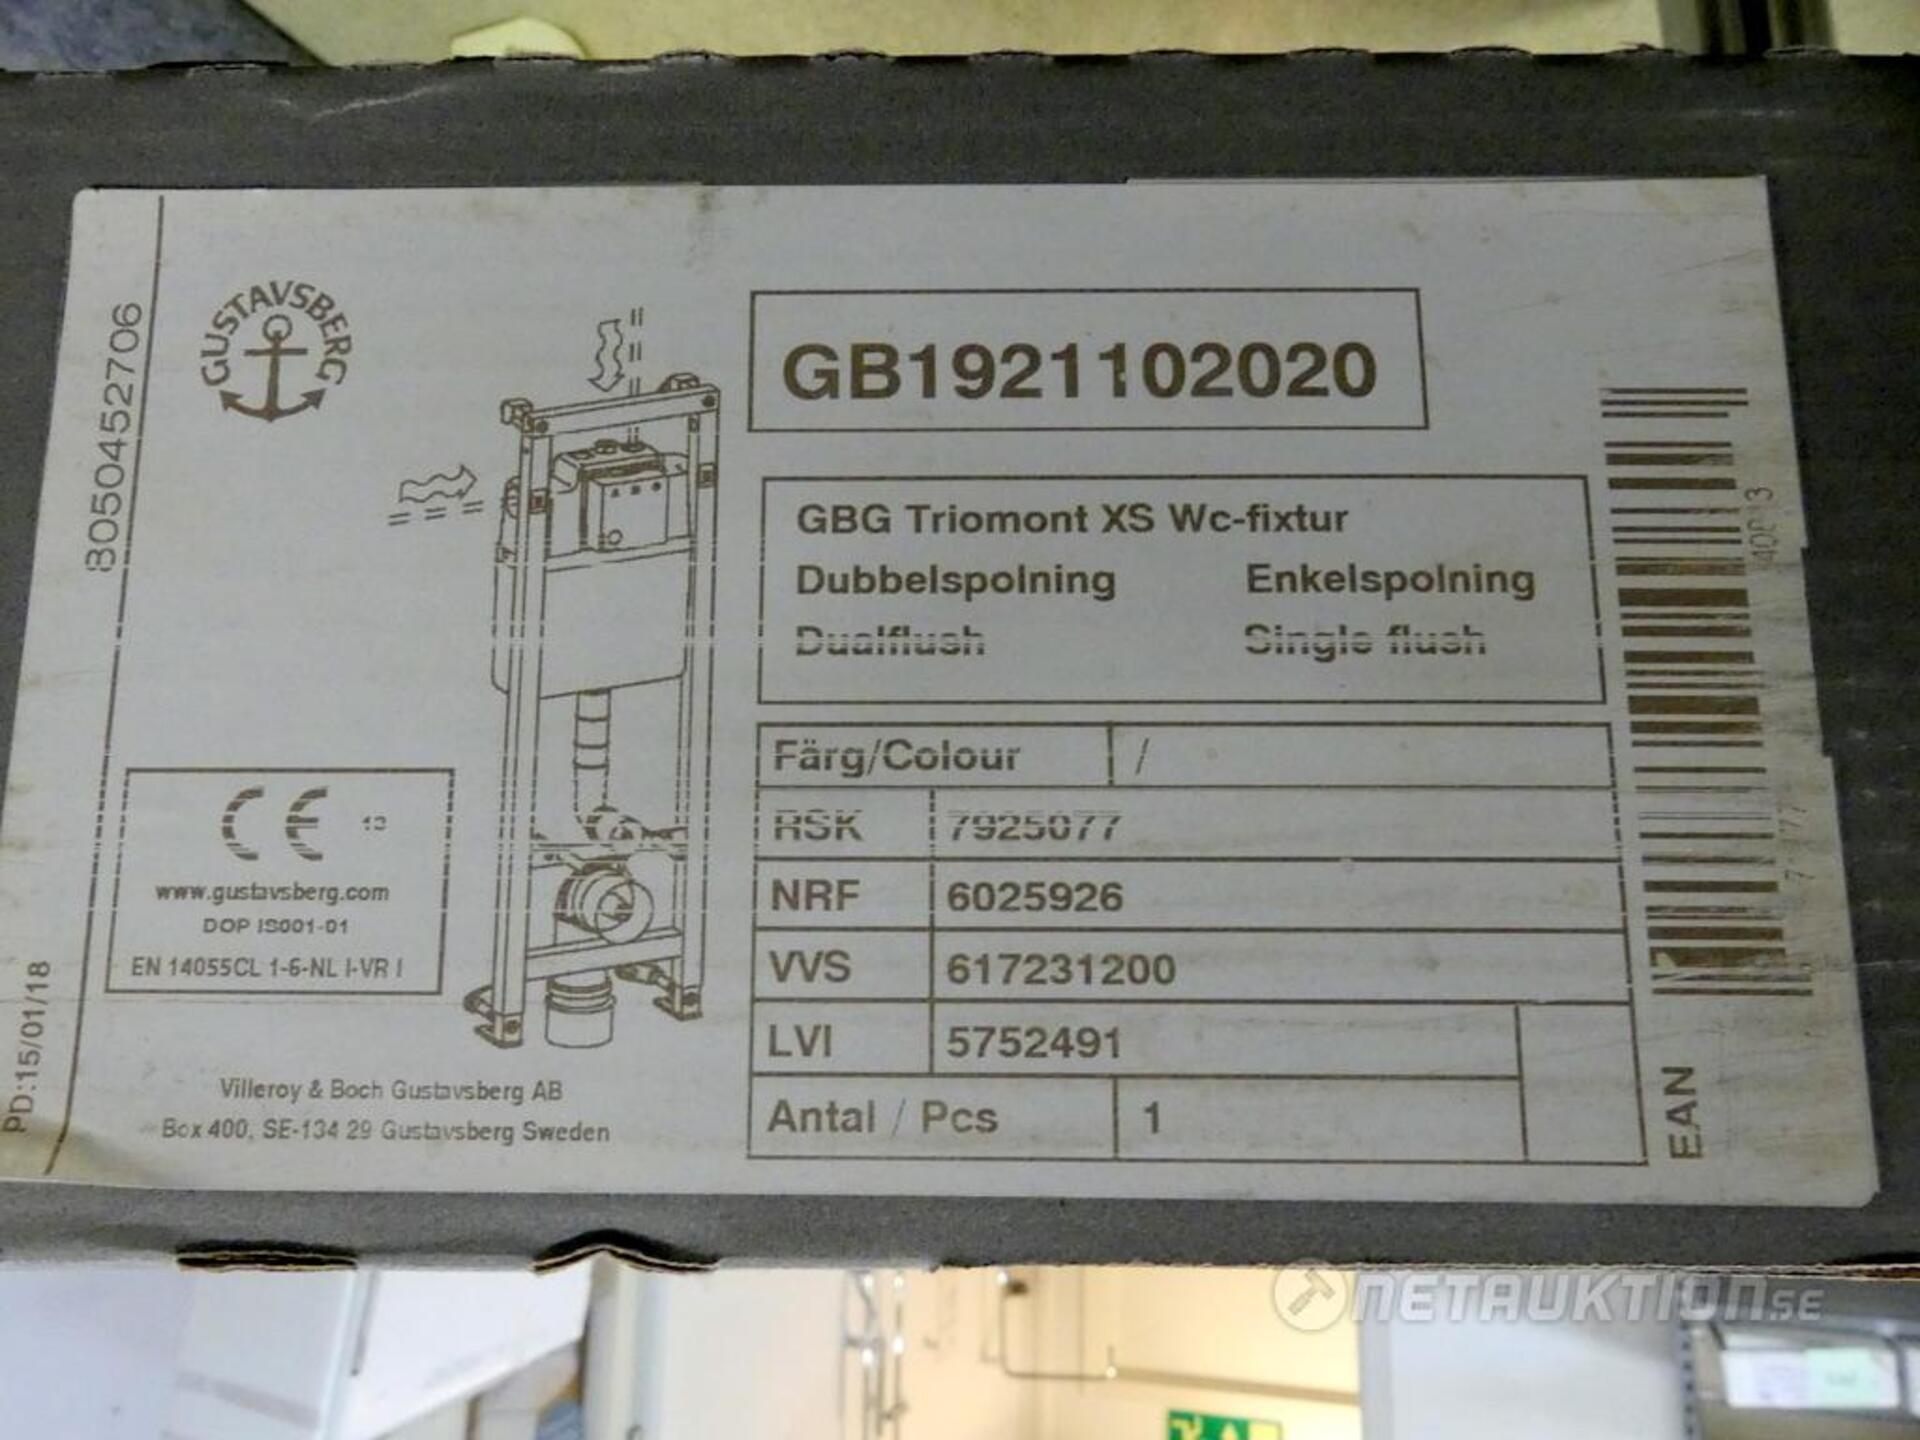 8050452706
PD:15/01/18
GUSTAVSBERG
GB1921102020
GBG Triomont XS Wc-fixtur
Dubbelspolning Enkelspolning
Dualflush Single flush
Färg/Colour /
RSK 7925077
NRF 6025926
VVS 617231200
LVI 5752491
Antal / Pcs 1
CE 13
www.gustavsberg.com
DOP IS001-01
EN 14055CL 1-6-NL I-VR I
Villeroy & Boch Gustavsberg AB
Box 400, SE-134 29 Gustavsberg Sweden
EAN
NETAUKTION.SE